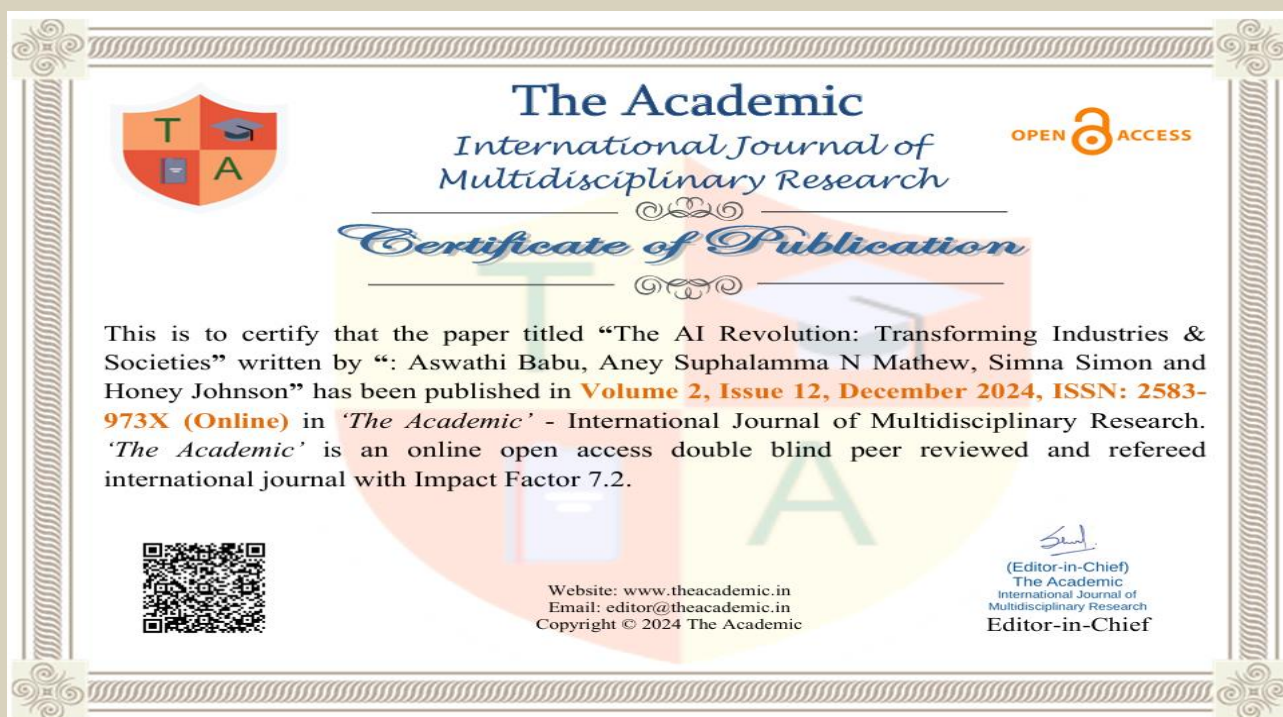 T
A
The Academic
International Journal of
Multidisciplinary Research
OPEN ACCESS
Certificate of Publication
This is to certify that the paper titled “The AI Revolution: Transforming Industries &
Societies” written by “: Aswathi Babu, Aney Suphalamma N Mathew, Simna Simon and
Honey Johnson” has been published in Volume 2, Issue 12, December 2024, ISSN: 2583-
973X (Online) in ‘The Academic’ - International Journal of Multidisciplinary Research.
‘The Academic’ is an online open access double blind peer reviewed and refereed
international journal with Impact Factor 7.2.
T
A
Website: www.theacademic.in
Email: editor@theacademic.in
Copyright © 2024 The Academic
(Editor-in-Chief)
The Academic
International Journal of
Multidisciplinary Research
Editor-in-Chief